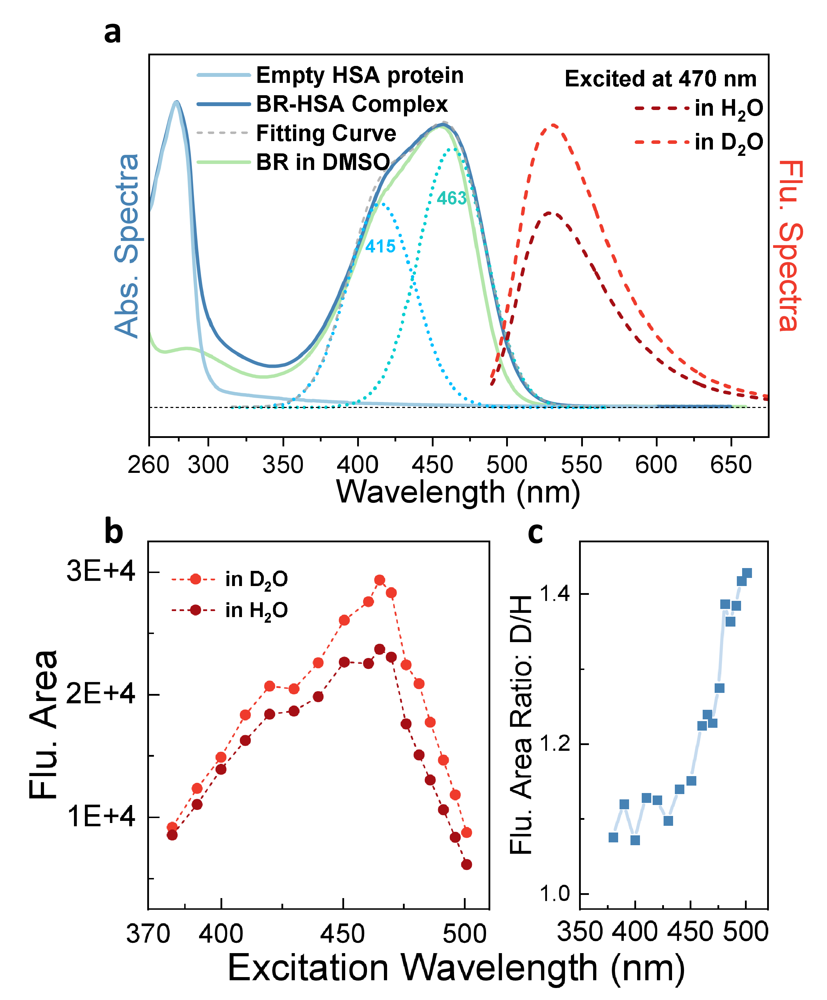 a
Empty HSA protein
BR-HSA Complex
Fitting Curve
BR in DMSO
Excited at 470 nm
in H₂O
in D₂O
415
463
Abs. Spectra
Flu. Spectra
260 300 350 400 450 500 550 600 650
Wavelength (nm)
b
in D₂O
in H₂O
3E+4
2E+4
1E+4
Flu. Area
370 400 450 500
c
1.4
1.2
1.0
Flu. Area Ratio: D/H
350 400 450 500
Excitation Wavelength (nm)